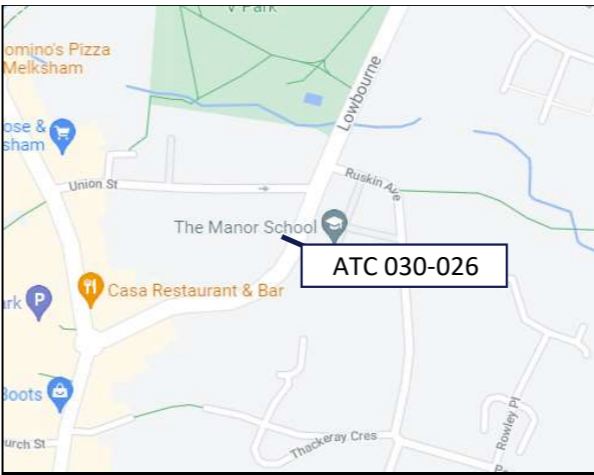 V Park
omino's Pizza
Melksham
Lowbourne
ose &
sham
Union St
Ruskin Ave
The Manor School
ATC 030-026
Casa Restaurant & Bar
ark
P
Boots
urch St
Thackeray Cres
Rowley Pl